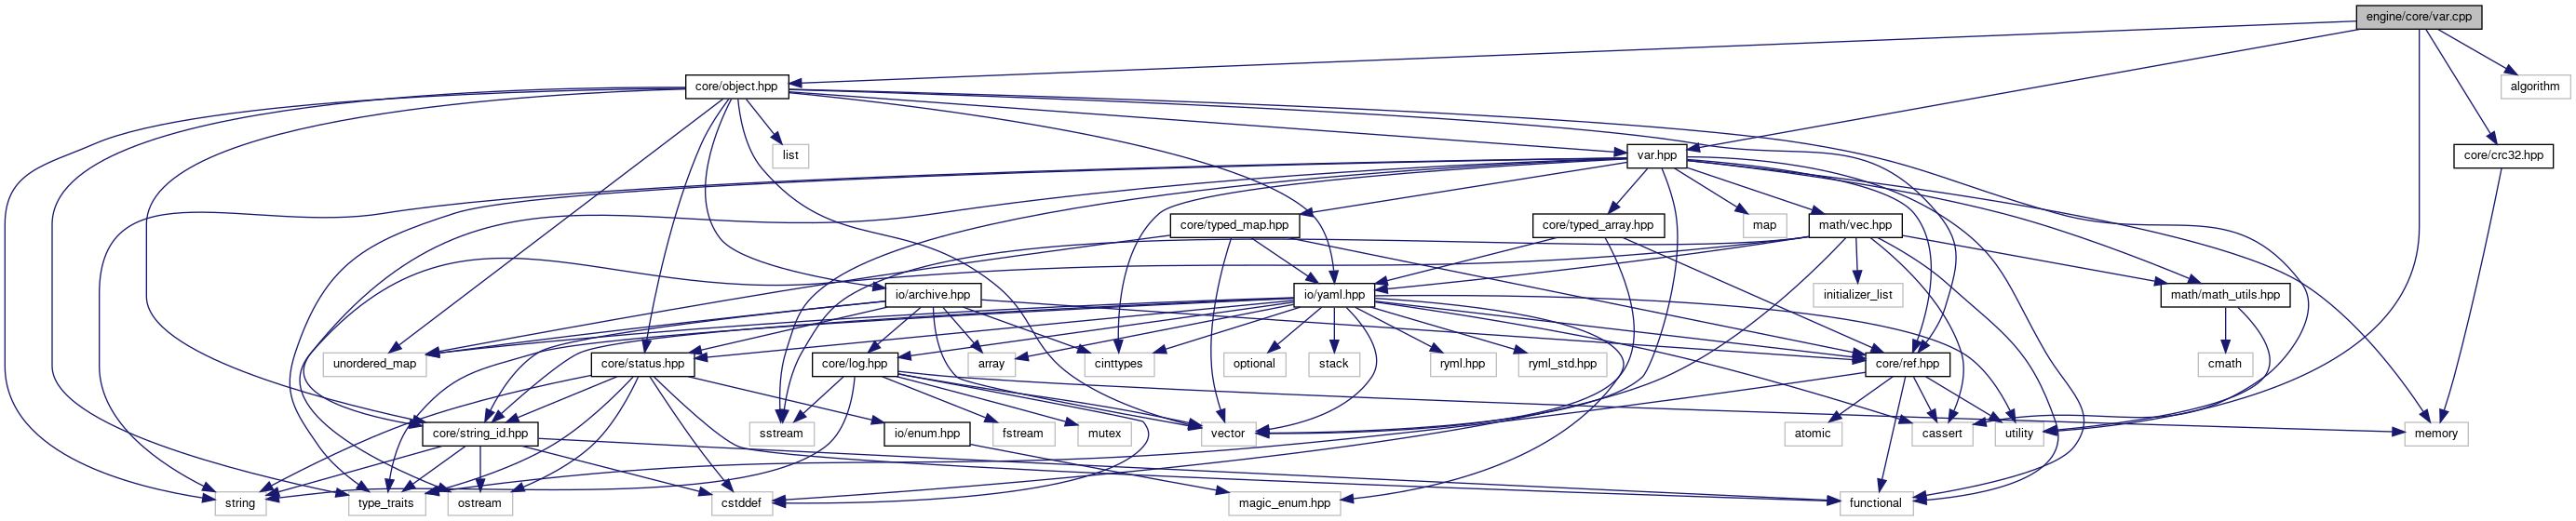 engine/core/var.cpp
core/object.hpp
algorithm
list
var.hpp
core/crc32.hpp
core/typed_map.hpp
core/typed_array.hpp
map
math/vec.hpp
io/archive.hpp
io/yaml.hpp
initializer_list
math/math_utils.hpp
unordered_map
core/status.hpp
core/log.hpp
array
cinttypes
optional
stack
ryml.hpp
ryml_std.hpp
core/ref.hpp
cmath
core/string_id.hpp
sstream
io/enum.hpp
fstream
mutex
vector
atomic
cassert
utility
memory
string
type_traits
ostream
cstddef
magic_enum.hpp
functional